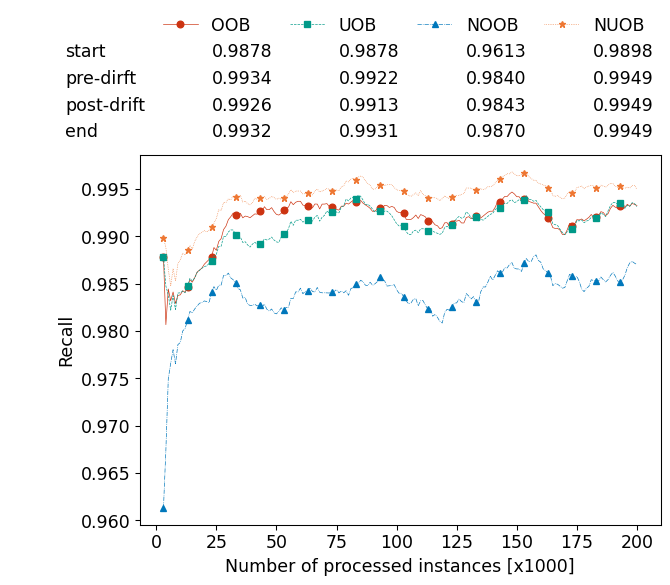 OOB UOB NOOB NUOB
start 0.9878 0.9878 0.9613 0.9898
pre-dirft 0.9934 0.9922 0.9840 0.9949
post-drift 0.9926 0.9913 0.9843 0.9949
end 0.9932 0.9931 0.9870 0.9949
0.995
0.990
0.985
0.980
0.975
0.970
0.965
0.960
Recall
0 25 50 75 100 125 150 175 200
Number of processed instances [x1000]